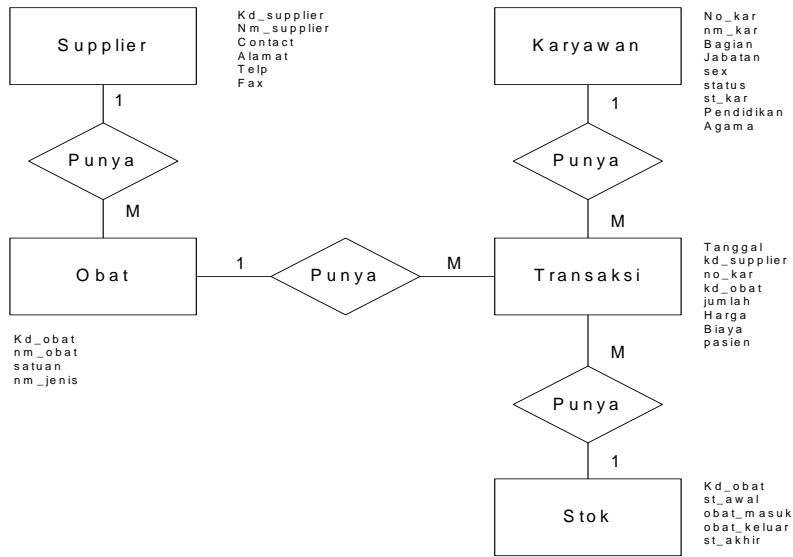 Supplier
Kd_supplier
Nm_supplier
Contact
Alamat
Telp
Fax
Karyawan
No_kar
nm_kar
Bagian
Jabatan
sex
status
st_kar
Pendidikan
Agama
1
Punya
M
1
Punya
M
Obat
1
Punya
M
Transaksi
Tanggal
kd_supplier
no_kar
kd_obat
jumlah
Harga
Biaya
pasien
Kd_obat
nm_obat
satuan
nm_jenis
M
Punya
1
Stok
Kd_obat
st_awal
obat_masuk
obat_keluar
st_akhir